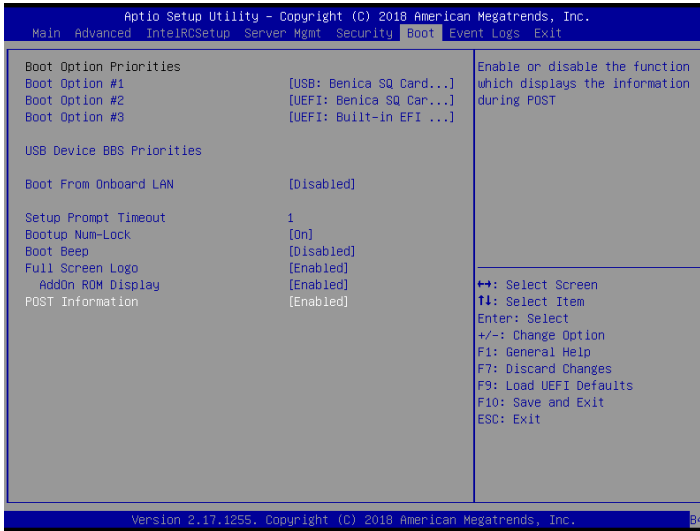 Aptio Setup Utility – Copyright (C) 2018 American Megatrends, Inc.
Main Advanced IntelRCSetup Server Mgmt Security Boot Event Logs Exit
Boot Option Priorities
Boot Option #1 [USB: Benica SQ Card...]
Boot Option #2 [UEFI: Benica SQ Car...]
Boot Option #3 [UEFI: Built-in EFI ...]
USB Device BBS Priorities
Boot From Onboard LAN [Disabled]
Setup Prompt Timeout 1
Bootup Num-Lock [On]
Boot Beep [Disabled]
Full Screen Logo [Enabled]
AddOn ROM Display [Enabled]
POST Information [Enabled]
Enable or disable the function
which displays the information
during POST
↔: Select Screen
↑↓: Select Item
Enter: Select
+/-: Change Option
F1: General Help
F7: Discard Changes
F9: Load UEFI Defaults
F10: Save and Exit
ESC: Exit
Version 2.17.1255. Copyright (C) 2018 American Megatrends, Inc.